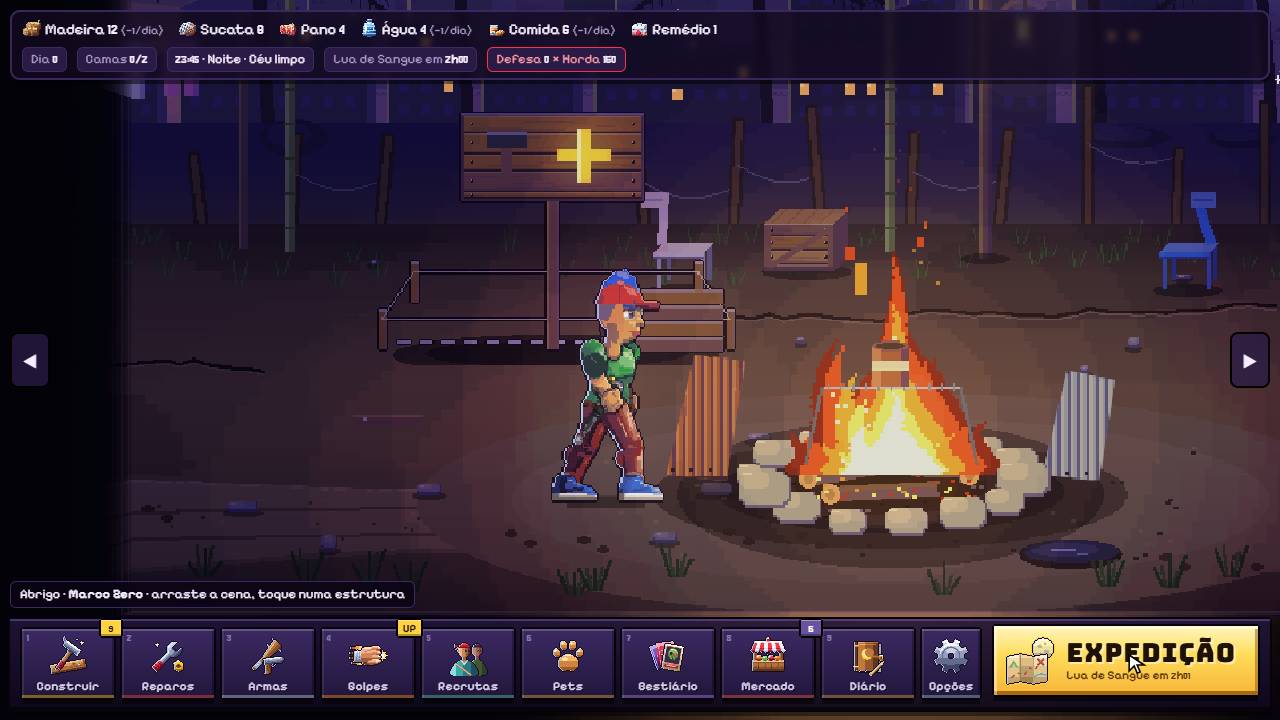 Madeira 12 (-1/dia) Sucata 8 Pano 4 Água 4 (-1/dia) Comida 6 (-1/dia) Remédio 1
Dia 0 Camas 0/2 23:45 · Noite · Céu limpo Lua de Sangue em 2h00 Defesa 0 × Horda 160
Abrigo · Marco Zero · arraste a cena, toque numa estrutura
1 Construir 9
2 Reparos
3 Armas
4 Golpes UP
5 Recrutas
6 Pets
7 Bestiário
8 Mercado 6
9 Diário
Opções
EXPEDIÇÃO
Lua de Sangue em 2h01